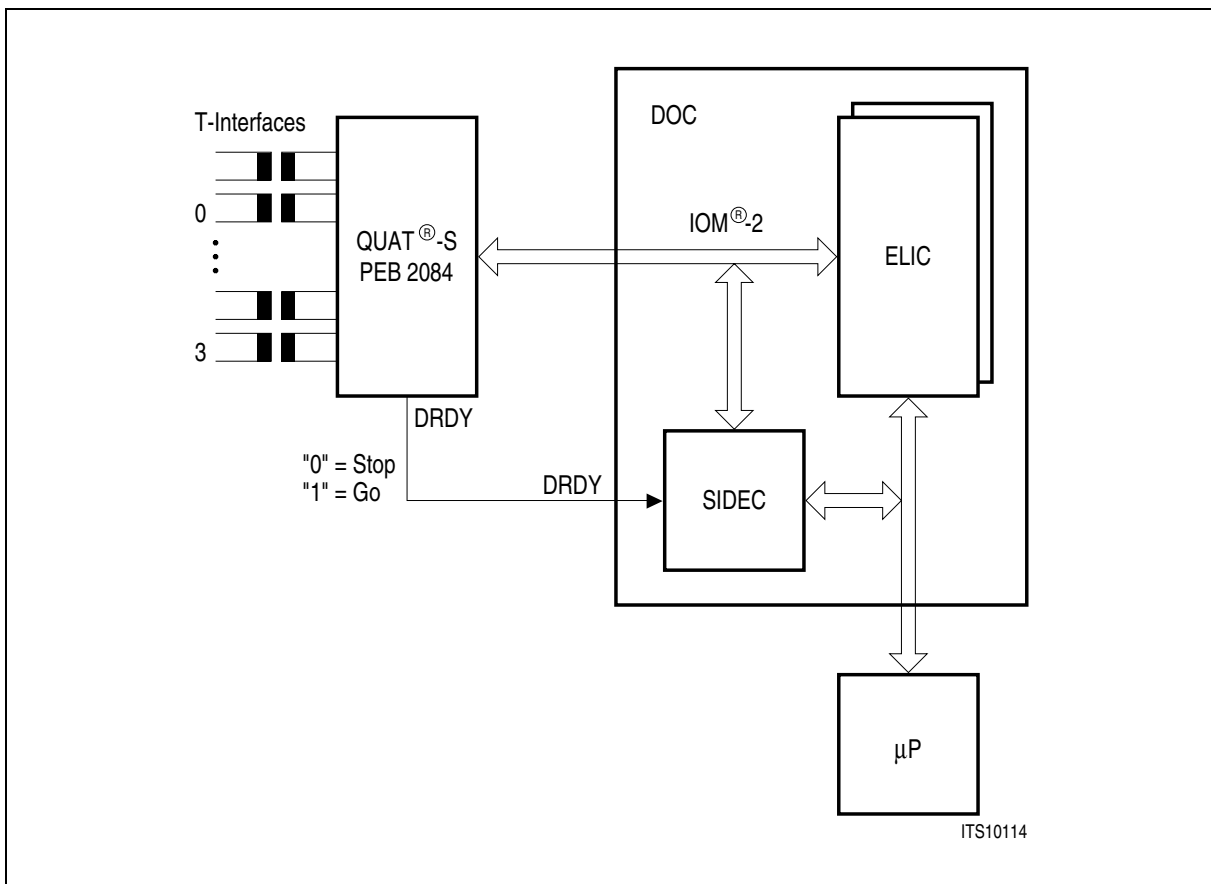 DOC
T-Interfaces
0
3
QUAT®-S
PEB 2084
IOM®-2
ELIC
DRDY
"0" = Stop
"1" = Go
DRDY
SIDEC
µP
ITS10114